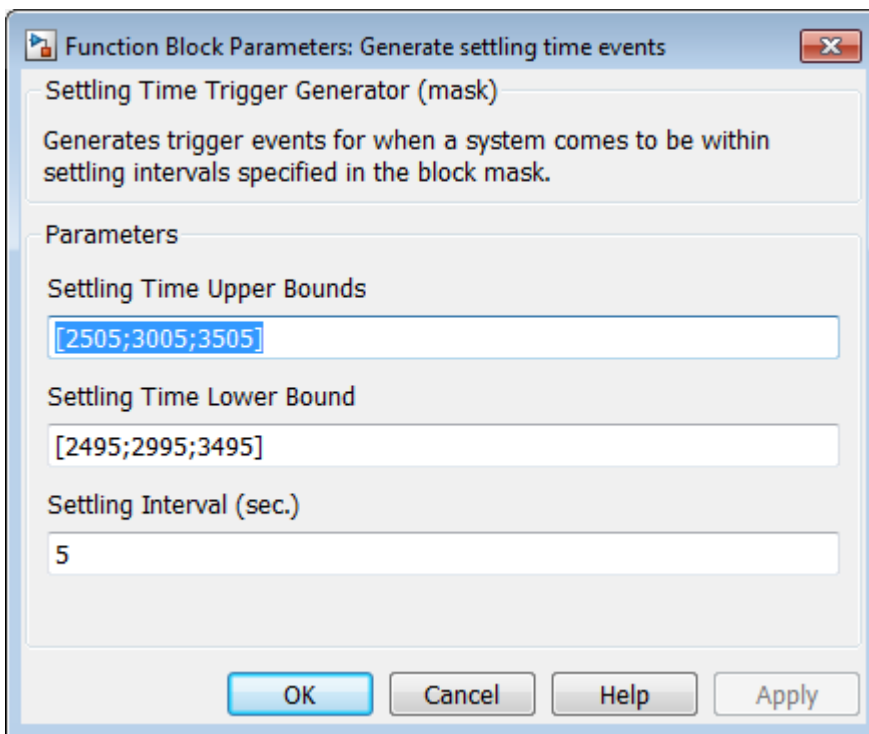 Function Block Parameters: Generate settling time events
Settling Time Trigger Generator (mask)
Generates trigger events for when a system comes to be within
settling intervals specified in the block mask.
Parameters
Settling Time Upper Bounds
[2505;3005;3505]
Settling Time Lower Bound
[2495;2995;3495]
Settling Interval (sec.)
5
OK Cancel Help Apply